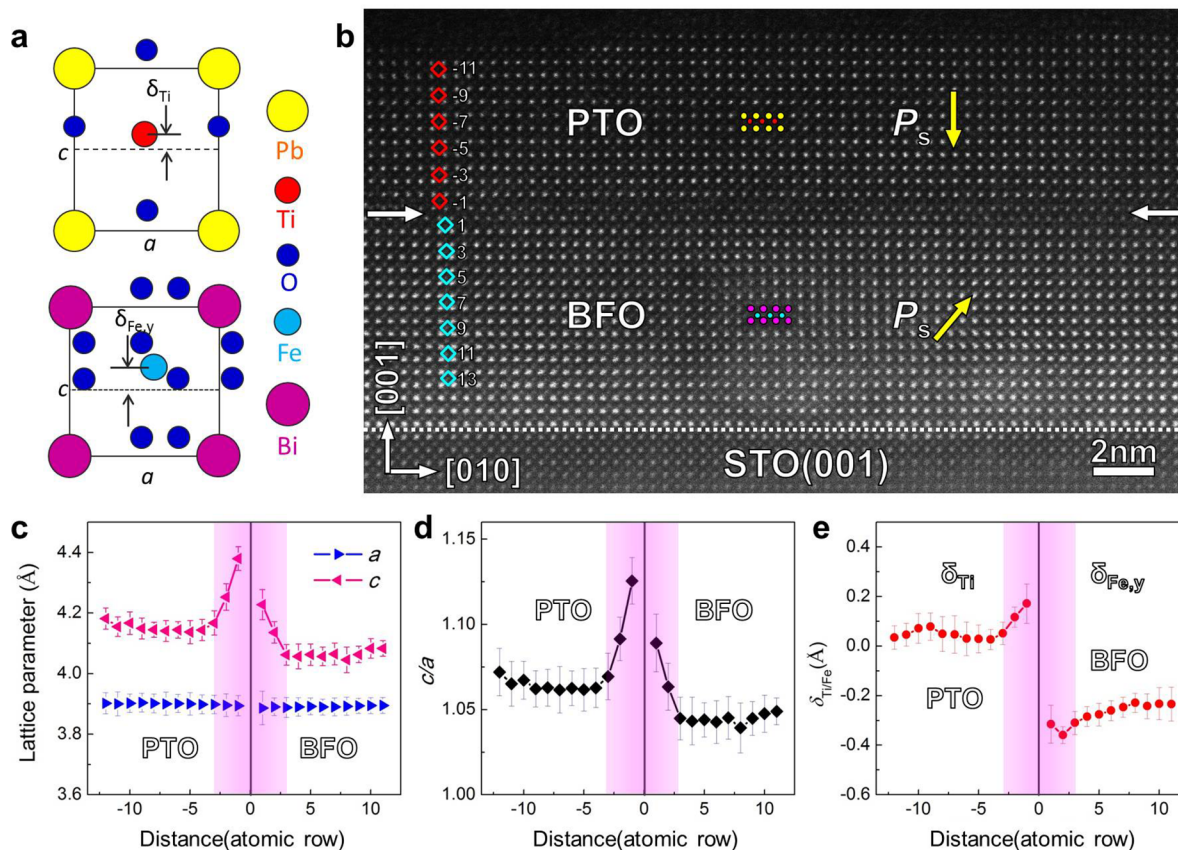 a
δTi
c
a
δFe,y
c
a
Pb
Ti
O
Fe
Bi
b
-11
-9
-7
-5
-3
-1
1
3
5
7
9
11
13
PTO
Ps
BFO
Ps
[001]
[010]
STO(001)
2nm
c
Lattice parameter (Å)
4.4
4.2
4.0
3.8
3.6
a
c
PTO
BFO
-10
-5
0
5
10
Distance(atomic row)
d
c/a
1.15
1.10
1.05
1.00
PTO
BFO
-10
-5
0
5
10
Distance(atomic row)
e
δTi/Fe(Å)
0.4
0.2
0.0
-0.2
-0.4
-0.6
δTi
δFe,y
PTO
BFO
-10
-5
0
5
10
Distance(atomic row)